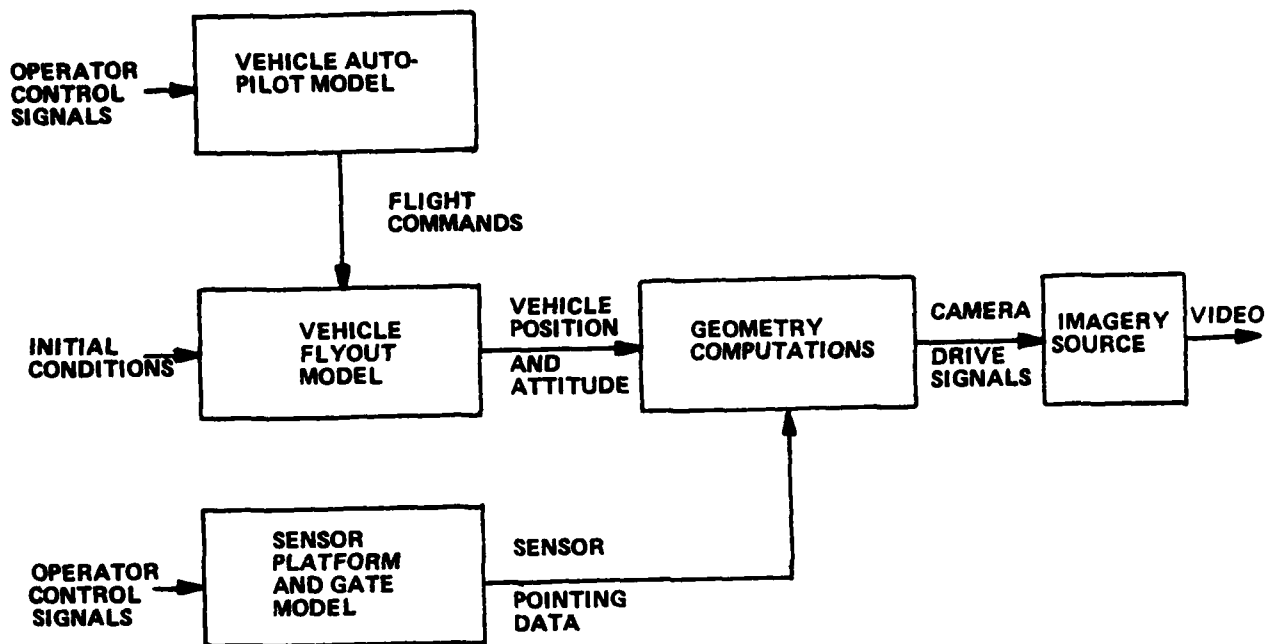 VEHICLE AUTO-
PILOT MODEL
OPERATOR
CONTROL
SIGNALS
FLIGHT
COMMANDS
INITIAL
CONDITIONS
VEHICLE
FLYOUT
MODEL
VEHICLE
POSITION
AND
ATTITUDE
GEOMETRY
COMPUTATIONS
CAMERA
DRIVE
SIGNALS
IMAGERY
SOURCE
VIDEO
OPERATOR
CONTROL
SIGNALS
SENSOR
PLATFORM
AND GATE
MODEL
SENSOR
POINTING
DATA